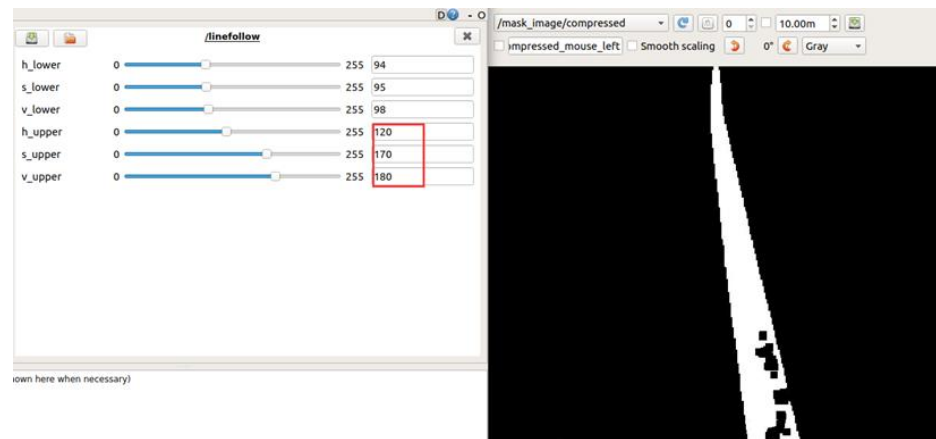 D - O
/linefollow
h_lower 0 255 94
s_lower 0 255 95
v_lower 0 255 98
h_upper 0 255 120
s_upper 0 255 170
v_upper 0 255 180
own here when necessary)
/mask_image/compressed 0 10.00m
mpressed_mouse_left Smooth scaling 0° Gray